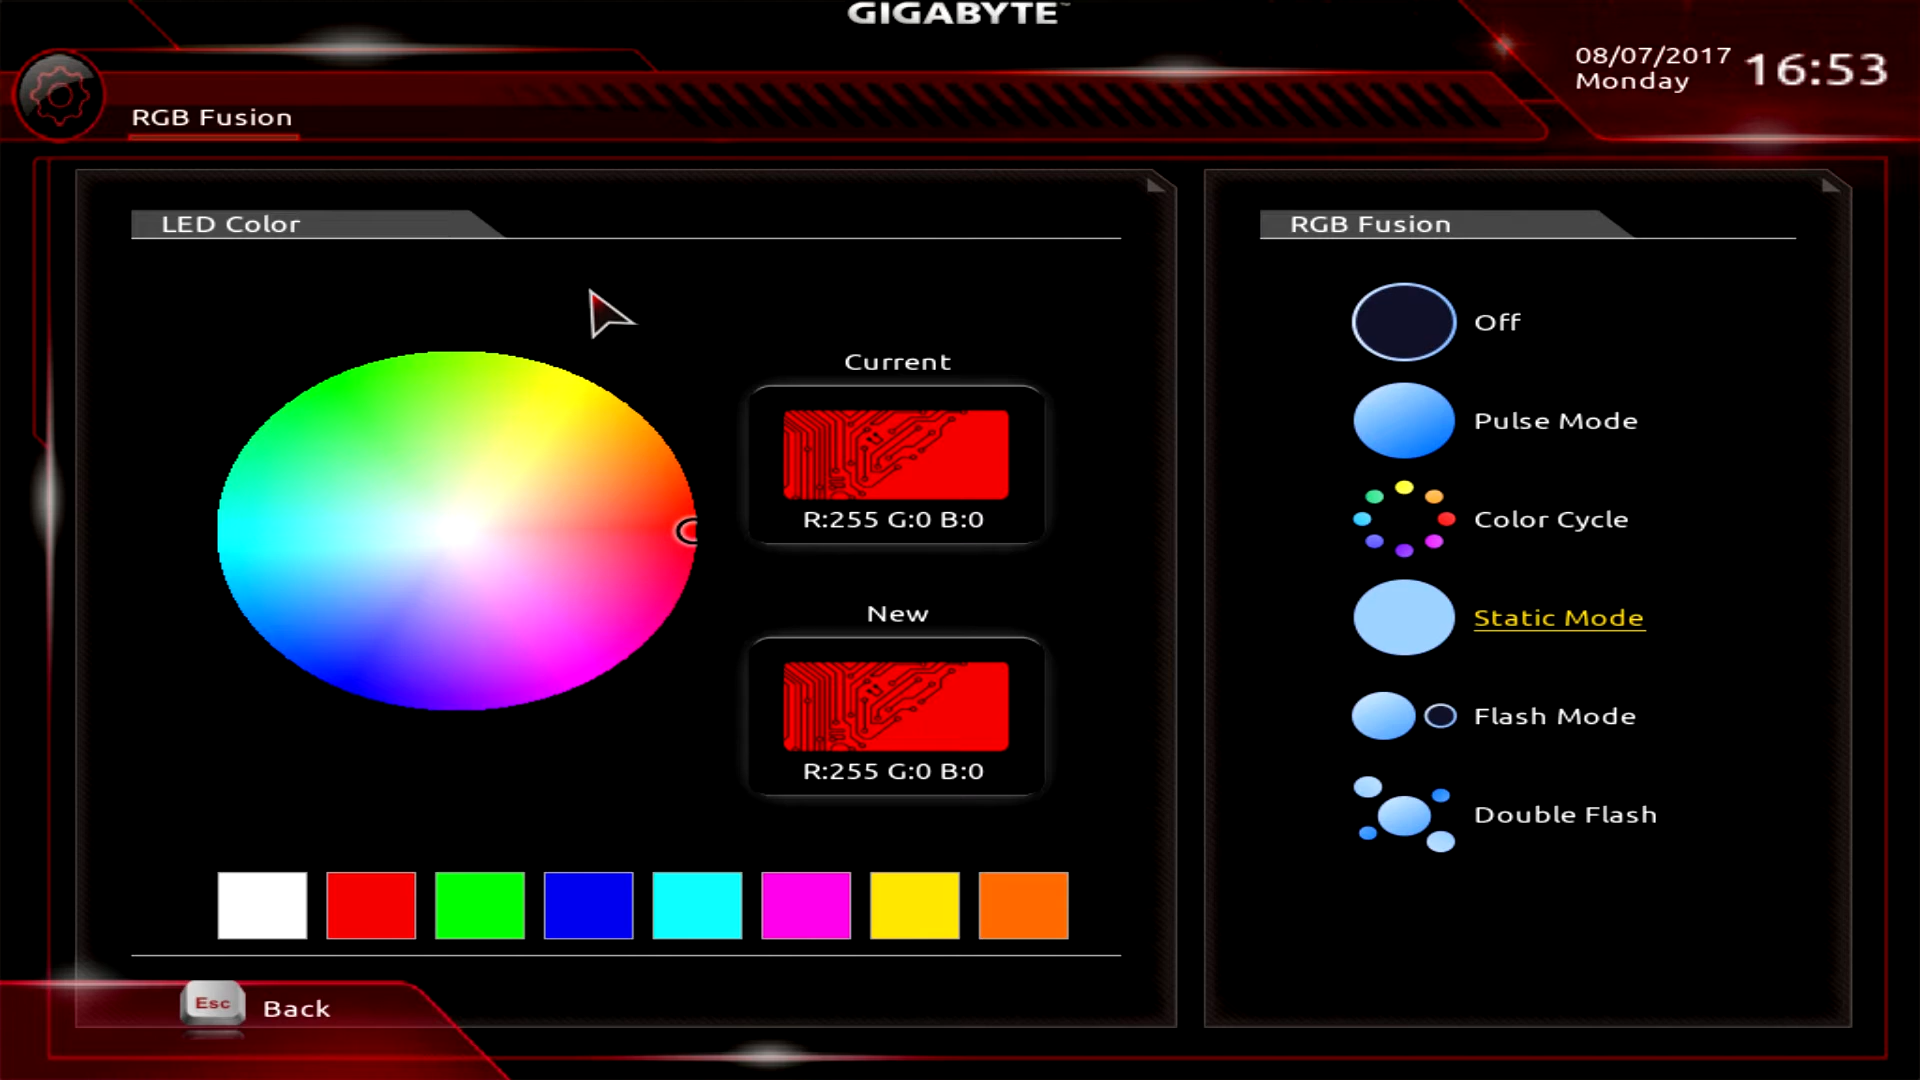 GIGABYTE™
08/07/2017
Monday
16:53
RGB Fusion
LED Color
Current
R:255 G:0 B:0
New
R:255 G:0 B:0
RGB Fusion
Off
Pulse Mode
Color Cycle
Static Mode
Flash Mode
Double Flash
Esc Back